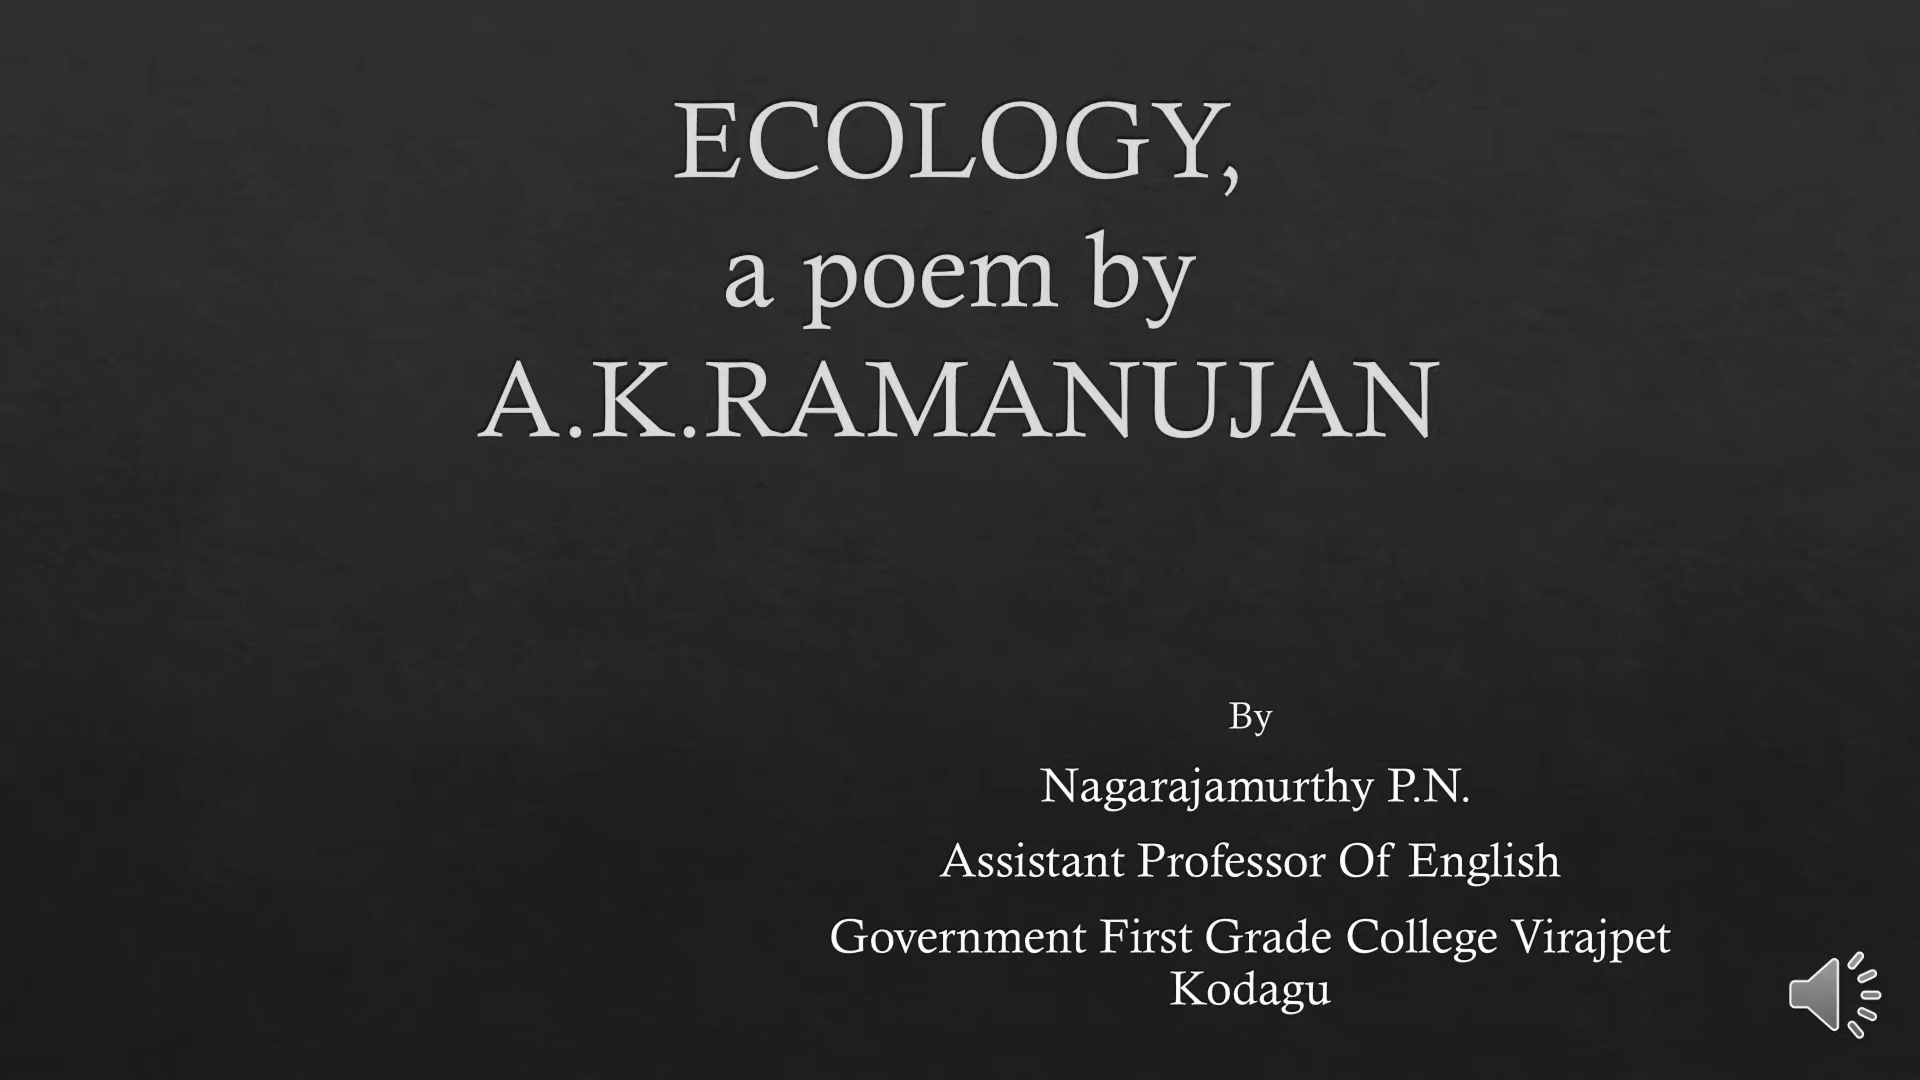 ECOLOGY,
a poem by
A.K.RAMANUJAN
By
Nagarajamurthy P.N.
Assistant Professor Of English
Government First Grade College Virajpet
Kodagu